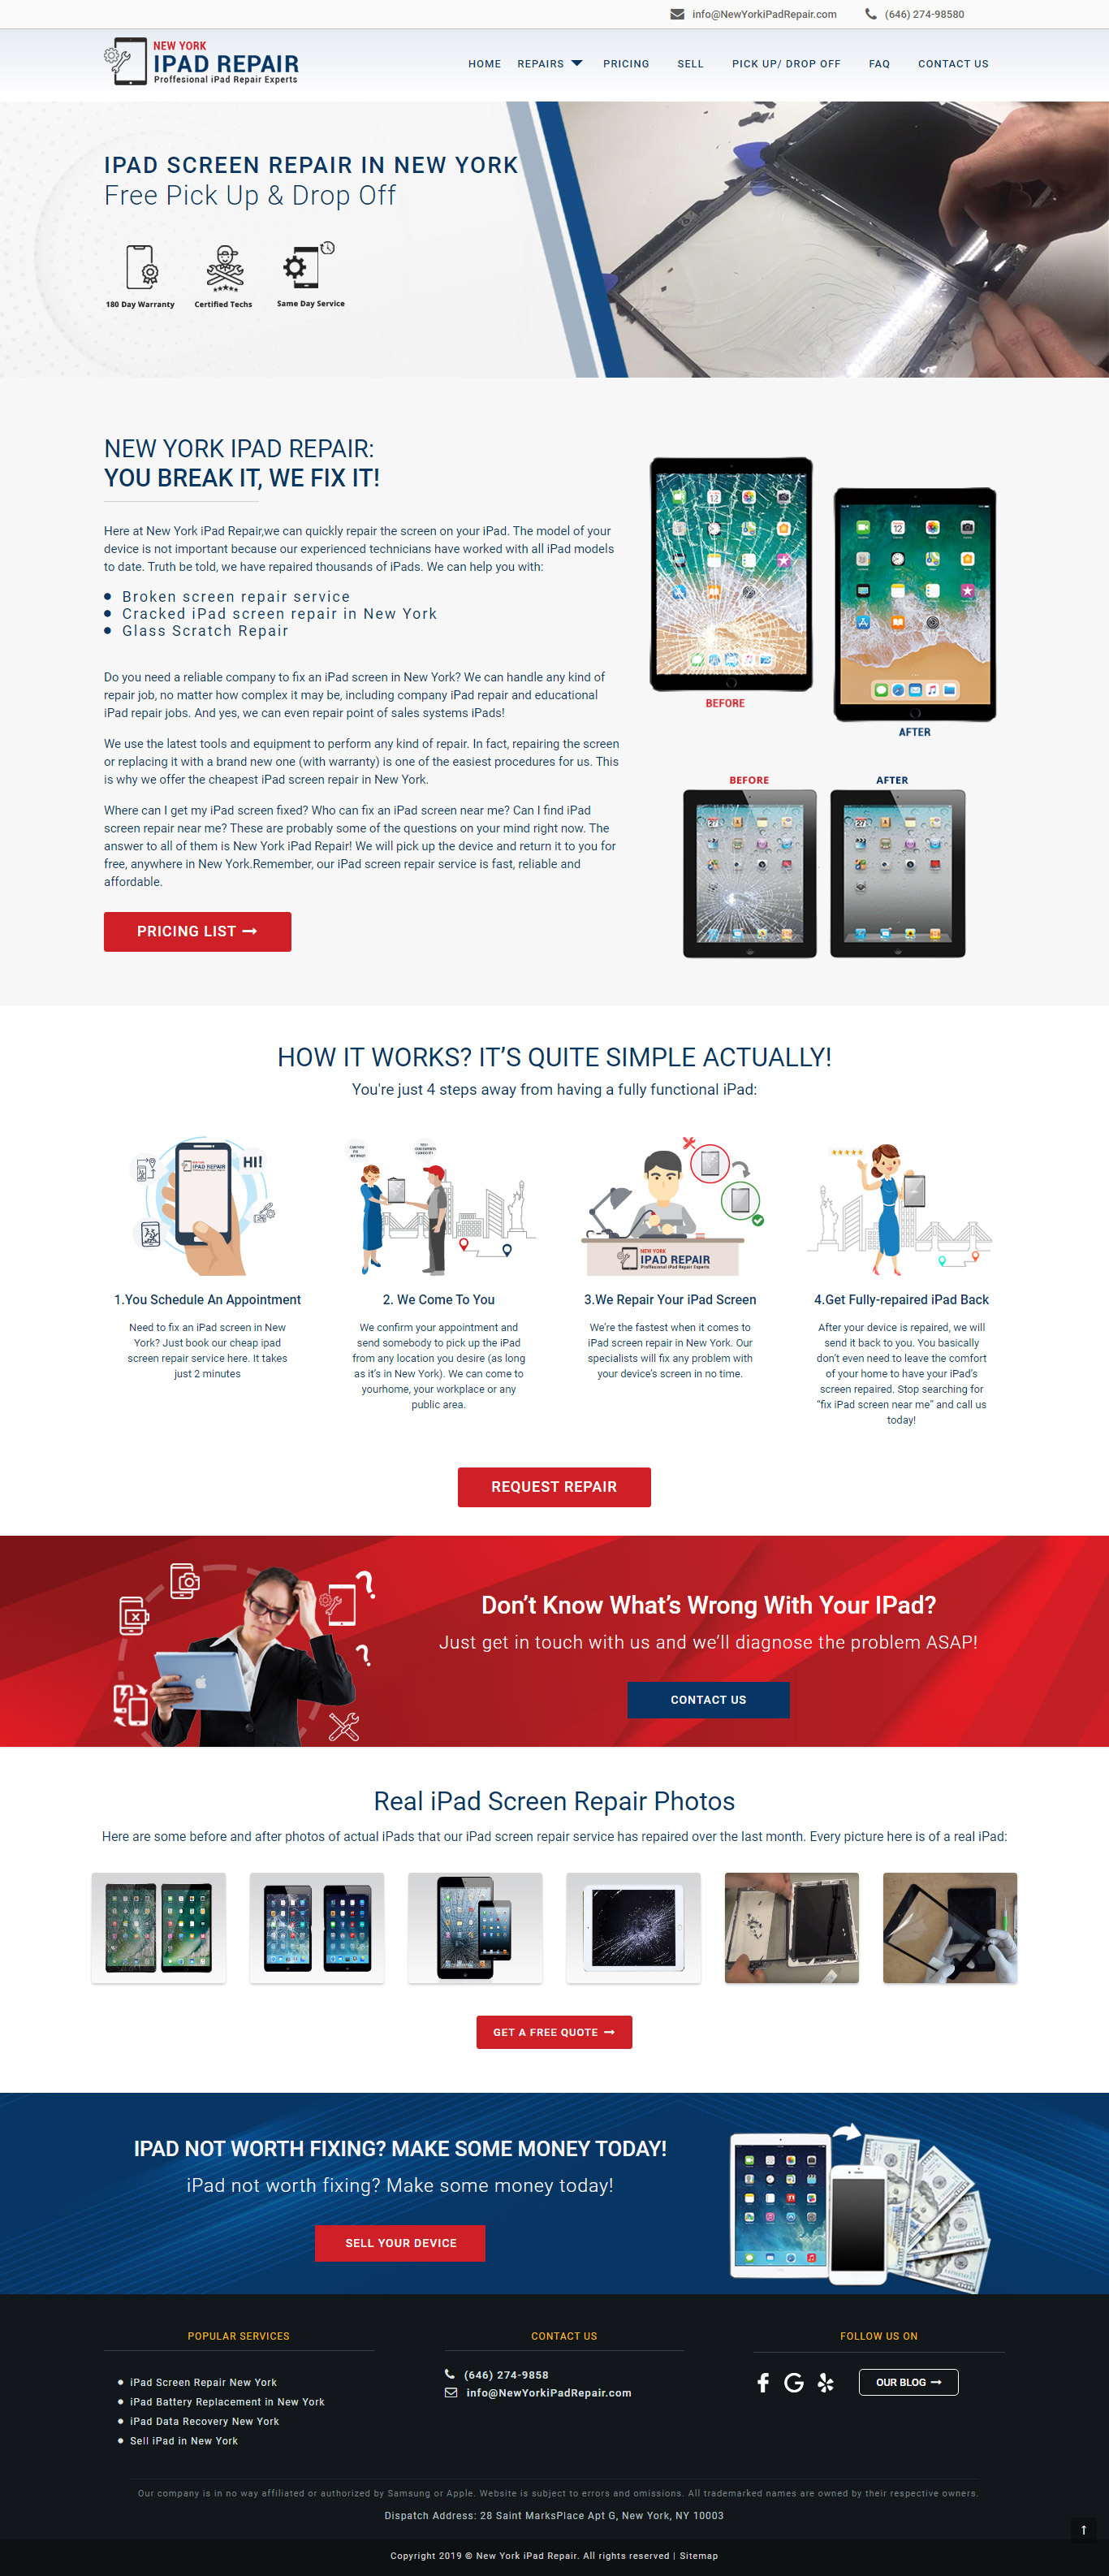 info@NewYorkiPadRepair.com (646) 274-98580
NEW YORK
IPAD REPAIR
Proffesional iPad Repair Experts
HOME REPAIRS PRICING SELL PICK UP/ DROP OFF FAQ CONTACT US
IPAD SCREEN REPAIR IN NEW YORK
Free Pick Up & Drop Off
180 Day Warranty Certified Techs Same Day Service
NEW YORK IPAD REPAIR:
YOU BREAK IT, WE FIX IT!
Here at New York iPad Repair,we can quickly repair the screen on your iPad. The model of your
device is not important because our experienced technicians have worked with all iPad models
to date. Truth be told, we have repaired thousands of iPads. We can help you with:
Broken screen repair service
Cracked iPad screen repair in New York
Glass Scratch Repair
Do you need a reliable company to fix an iPad screen in New York? We can handle any kind of
repair job, no matter how complex it may be, including company iPad repair and educational
iPad repair jobs. And yes, we can even repair point of sales systems iPads!
We use the latest tools and equipment to perform any kind of repair. In fact, repairing the screen
or replacing it with a brand new one (with warranty) is one of the easiest procedures for us. This
is why we offer the cheapest iPad screen repair in New York.
Where can I get my iPad screen fixed? Who can fix an iPad screen near me? Can I find iPad
screen repair near me? These are probably some of the questions on your mind right now. The
answer to all of them is New York iPad Repair! We will pick up the device and return it to you for
free, anywhere in New York.Remember, our iPad screen repair service is fast, reliable and
affordable.
PRICING LIST
BEFORE
AFTER
BEFORE AFTER
HOW IT WORKS? IT'S QUITE SIMPLE ACTUALLY!
You're just 4 steps away from having a fully functional iPad:
IPAD REPAIR
HI!
NEW YORK
IPAD REPAIR
Proffesional iPad Repair Experts
1.You Schedule An Appointment
Need to fix an iPad screen in New
York? Just book our cheap ipad
screen repair service here. It takes
just 2 minutes
2. We Come To You
We confirm your appointment and
send somebody to pick up the iPad
from any location you desire (as long
as it's in New York). We can come to
yourhome, your workplace or any
public area.
3.We Repair Your iPad Screen
We're the fastest when it comes to
iPad screen repair in New York. Our
specialists will fix any problem with
your device's screen in no time.
4.Get Fully-repaired iPad Back
After your device is repaired, we will
send it back to you. You basically
don't even need to leave the comfort
of your home to have your iPad's
screen repaired. Stop searching for
“fix iPad screen near me” and call us
today!
REQUEST REPAIR
Don't Know What's Wrong With Your IPad?
Just get in touch with us and we'll diagnose the problem ASAP!
CONTACT US
Real iPad Screen Repair Photos
Here are some before and after photos of actual iPads that our iPad screen repair service has repaired over the last month. Every picture here is of a real iPad:
GET A FREE QUOTE
IPAD NOT WORTH FIXING? MAKE SOME MONEY TODAY!
iPad not worth fixing? Make some money today!
SELL YOUR DEVICE
POPULAR SERVICES
iPad Screen Repair New York
iPad Battery Replacement in New York
iPad Data Recovery New York
Sell iPad in New York
CONTACT US
(646) 274-9858
info@NewYorkiPadRepair.com
FOLLOW US ON
OUR BLOG
Our company is in no way affiliated or authorized by Samsung or Apple. Website is subject to errors and omissions. All trademarked names are owned by their respective owners.
Dispatch Address: 28 Saint MarksPlace Apt G, New York, NY 10003
Copyright 2019 © New York iPad Repair. All rights reserved | Sitemap